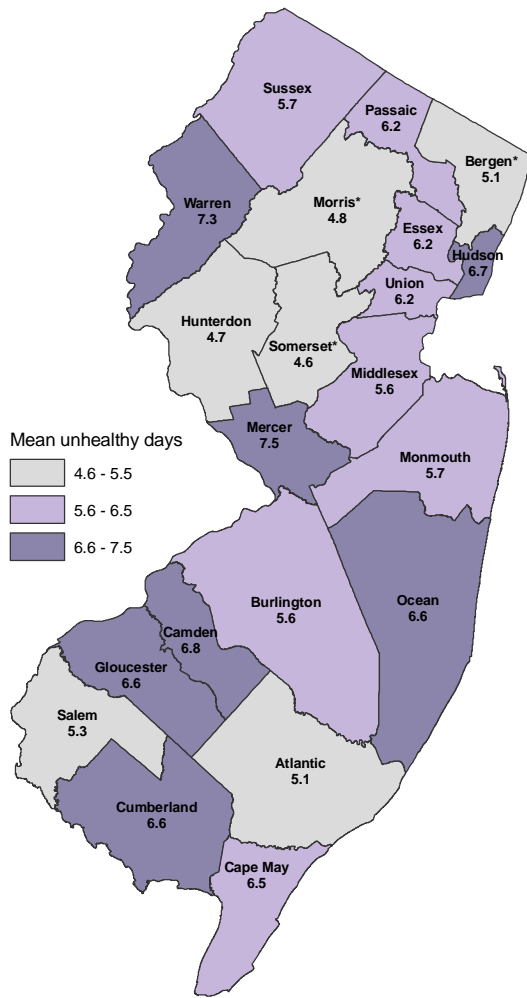 Sussex
5.7
Passaic
6.2
Bergen*
5.1
Warren
7.3
Morris*
4.8
Essex
6.2
Hudson
6.7
Union
6.2
Hunterdon
4.7
Somerset*
4.6
Middlesex
5.6
Mercer
7.5
Monmouth
5.7
Mean unhealthy days
4.6 - 5.5
5.6 - 6.5
6.6 - 7.5
Burlington
5.6
Ocean
6.6
Camden
6.8
Gloucester
6.6
Salem
5.3
Atlantic
5.1
Cumberland
6.6
Cape May
6.5